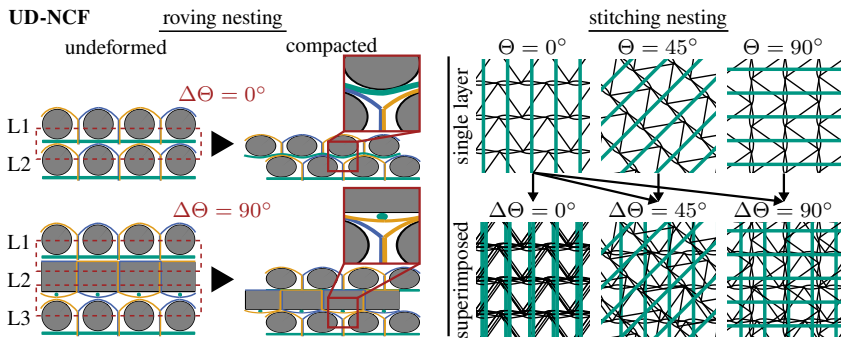 UD-NCF
roving nesting
undeformed
compacted
ΔΘ = 0°
L1
L2
ΔΘ = 90°
L1
L2
L3
stitching nesting
Θ = 0°
Θ = 45°
Θ = 90°
single layer
ΔΘ = 0°
ΔΘ = 45°
ΔΘ = 90°
superimposed